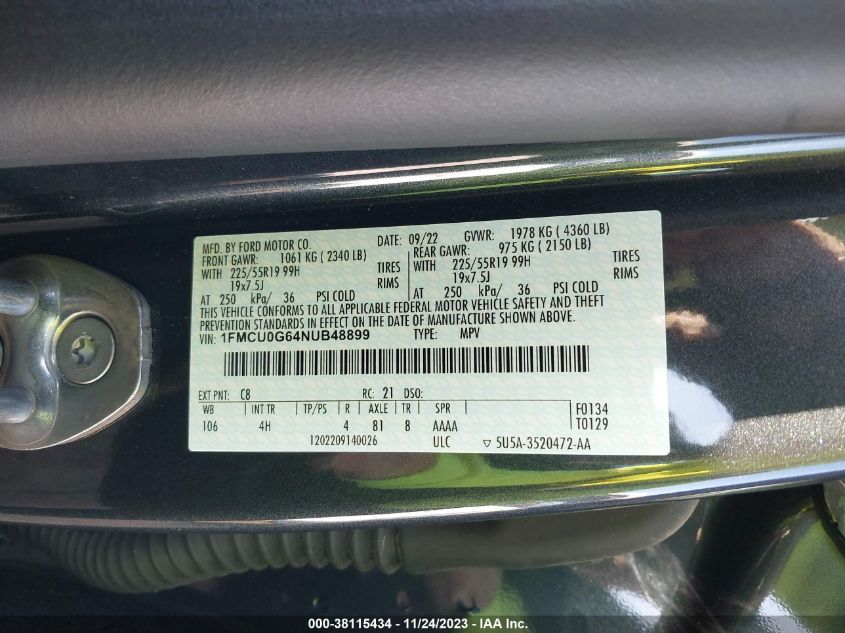 MFD. BY FORD MOTOR CO. DATE: 09/22 GVWR: 1978 KG ( 4360 LB)
FRONT GAWR: 1061 KG ( 2340 LB) REAR GAWR: 975 KG ( 2150 LB)
WITH 225/55R19 99H TIRES WITH 225/55R19 99H TIRES
19x7.5J RIMS 19x7.5J RIMS
AT 250 kPa/ 36 PSI COLD AT 250 kPa/ 36 PSI COLD
THIS VEHICLE CONFORMS TO ALL APPLICABLE FEDERAL MOTOR VEHICLE SAFETY AND THEFT
PREVENTION STANDARDS IN EFFECT ON THE DATE OF MANUFACTURE SHOWN ABOVE.
VIN: 1FMCU0G64NUB48899 TYPE: MPV
EXT PNT: C8 RC: 21 DSO:
WB INT TR TP/PS R AXLE TR SPR F0134
106 4H 4 81 8 AAAA T0129
1202209140026 ULC ▽ 5U5A-3520472-AA
000-38115434 - 11/24/2023 - IAA Inc.